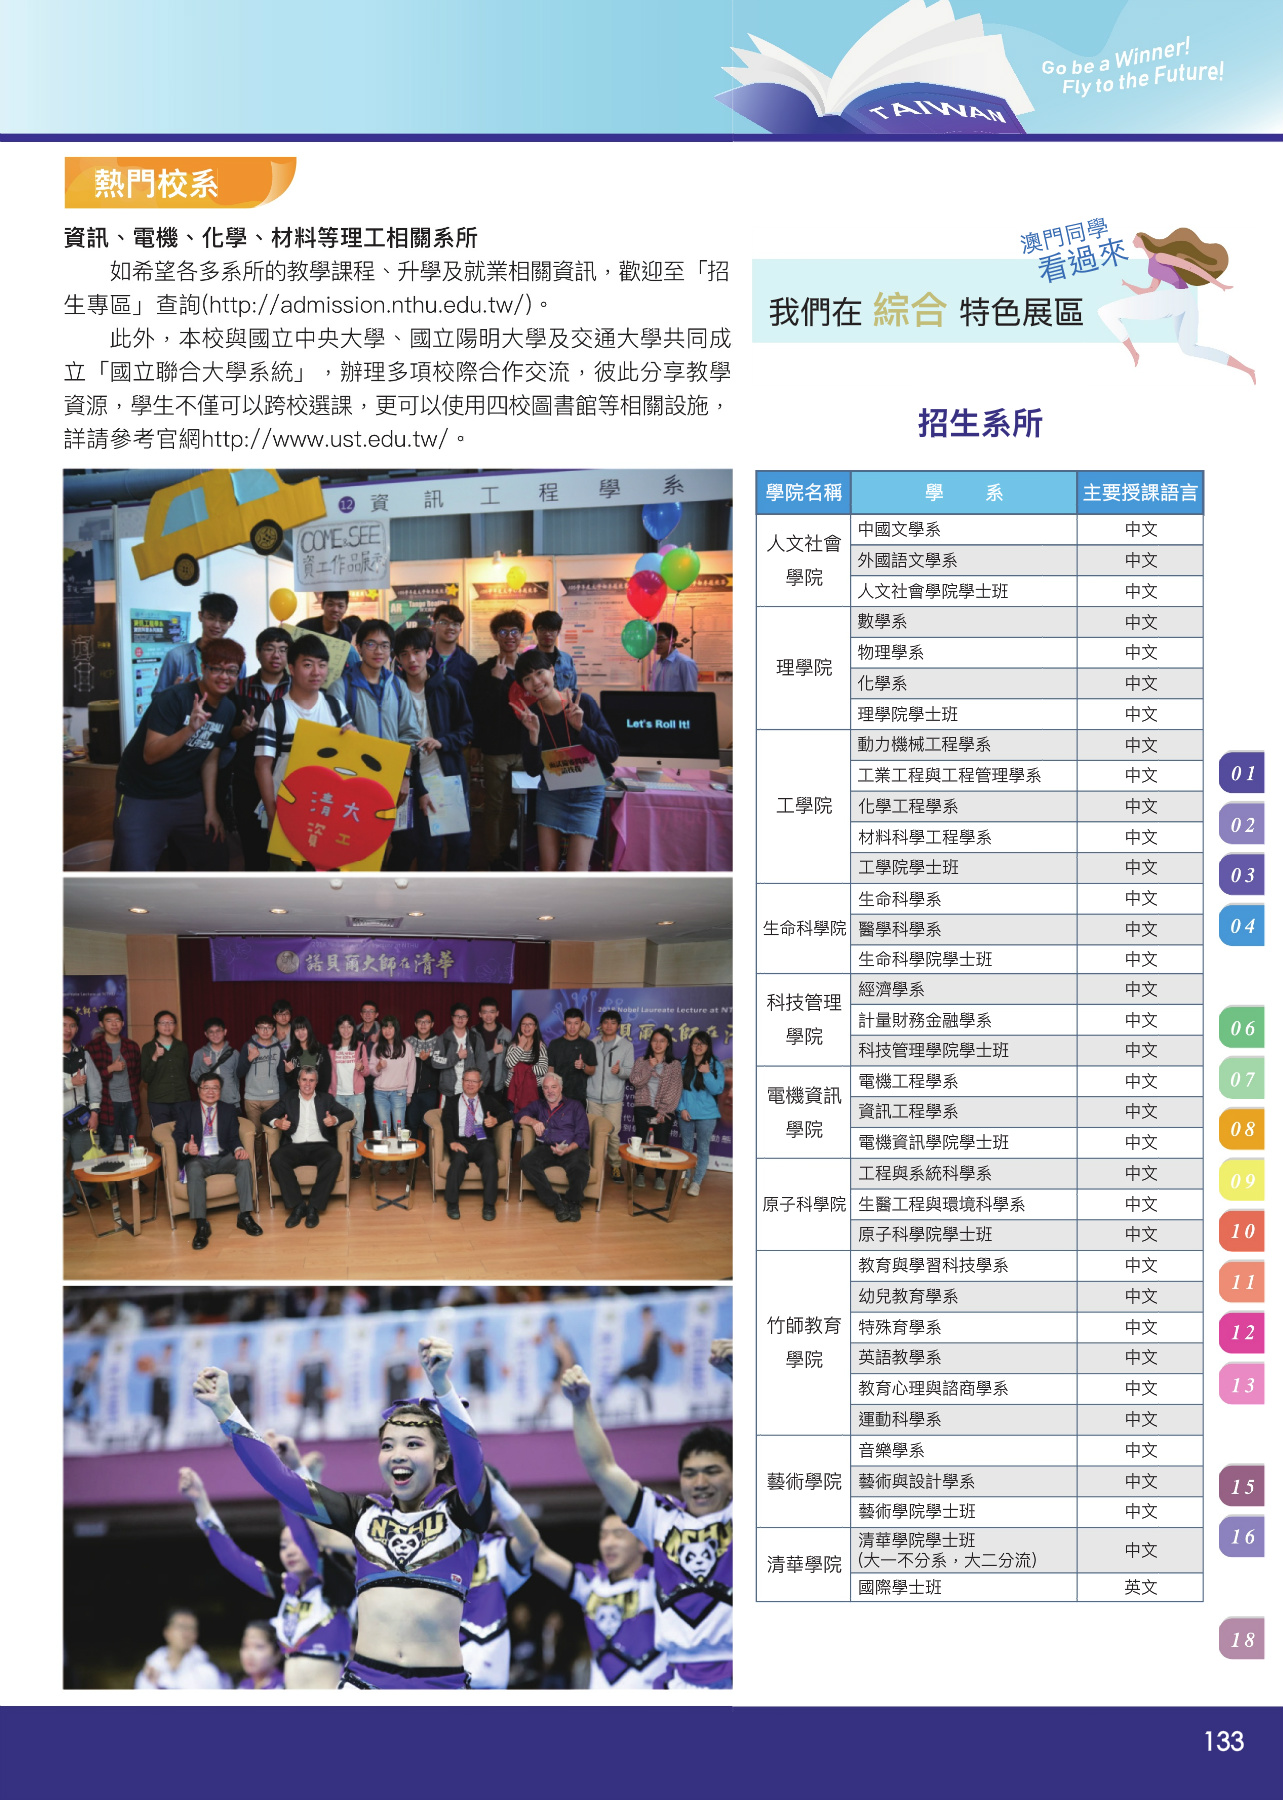 Go be a Winner!
Fly to the Future!
TAIWAN
熱門校系
資訊、電機、化學、材料等理工相關系所
如希望各多系所的教學課程、升學及就業相關資訊，歡迎至「招
生專區」查詢(http://admission.nthu.edu.tw/)。
此外，本校與國立中央大學、國立陽明大學及交通大學共同成
立「國立聯合大學系統」，辦理多項校際合作交流，彼此分享教學
資源，學生不僅可以跨校選課，更可以使用四校圖書館等相關設施，
詳請參考官網http://www.ust.edu.tw/。
12 資訊工程學系
COME & SEE
資工作品展
AR
VR
Let's Roll It!
清大
資工
諾貝爾大師在清華
Nobel Laureate Lecture at NT
NTHU
澳門同學
看過來
我們在 綜合 特色展區
招生系所
學院名稱 學系 主要授課語言
人文社會學院 中國文學系 中文
外國語文學系 中文
人文社會學院學士班 中文
理學院 數學系 中文
物理學系 中文
化學系 中文
理學院學士班 中文
工學院 動力機械工程學系 中文
工業工程與工程管理學系 中文
化學工程學系 中文
材料科學工程學系 中文
工學院學士班 中文
生命科學院 生命科學系 中文
醫學科學系 中文
生命科學院學士班 中文
科技管理學院 經濟學系 中文
計量財務金融學系 中文
科技管理學院學士班 中文
電機資訊學院 電機工程學系 中文
資訊工程學系 中文
電機資訊學院學士班 中文
原子科學院 工程與系統科學系 中文
生醫工程與環境科學系 中文
原子科學院學士班 中文
竹師教育學院 教育與學習科技學系 中文
幼兒教育學系 中文
特殊育學系 中文
英語教學系 中文
教育心理與諮商學系 中文
運動科學系 中文
藝術學院 音樂學系 中文
藝術與設計學系 中文
藝術學院學士班 中文
清華學院 清華學院學士班
(大一不分系，大二分流) 中文
國際學士班 英文
01
02
03
04
06
07
08
09
10
11
12
13
15
16
18
133